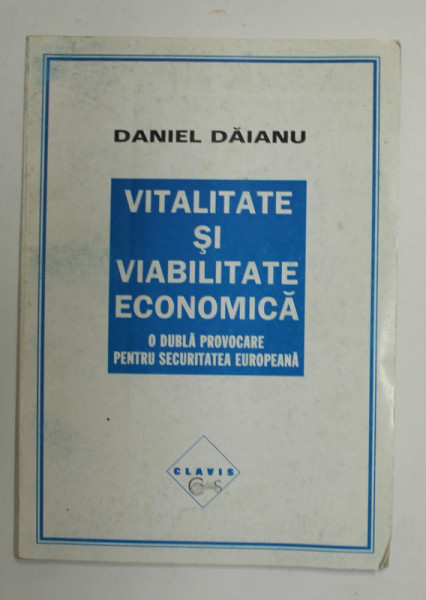 DANIEL DĂIANU
VITALITATE
ŞI
VIABILITATE
ECONOMICĂ
O DUBLĂ PROVOCARE
PENTRU SECURITATEA EUROPEANĂ
CLAVIS